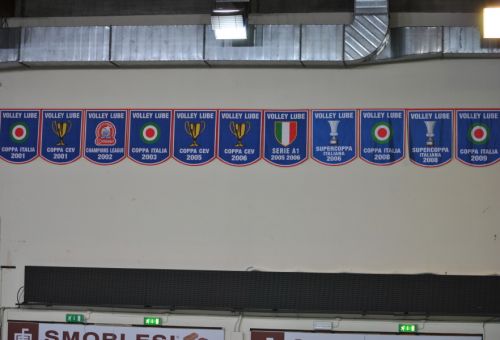 VOLLEY LUBE
COPPA ITALIA
2001
VOLLEY LUBE
COPPA CEV
2001
VOLLEY LUBE
CHAMPIONS LEAGUE
2002
VOLLEY LUBE
COPPA ITALIA
2003
VOLLEY LUBE
COPPA CEV
2005
VOLLEY LUBE
COPPA CEV
2006
VOLLEY LUBE
SERIE A1
2005 2006
VOLLEY LUBE
SUPERCOPPA
ITALIANA
2006
VOLLEY LUBE
COPPA ITALIA
2008
VOLLEY LUBE
SUPERCOPPA
ITALIANA
2008
VOLLEY LUBE
COPPA ITALIA
2009
SMORLESI